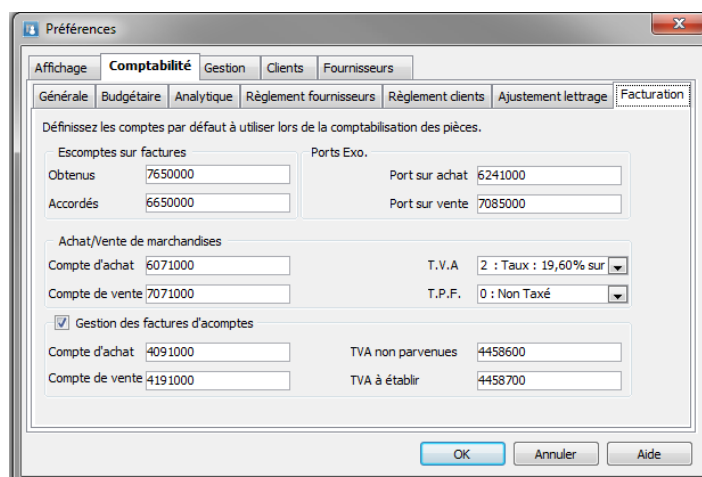 Préférences
Affichage Comptabilité Gestion Clients Fournisseurs
Générale Budgétaire Analytique Règlement fournisseurs Règlement clients Ajustement lettrage Facturation
Définissez les comptes par défaut à utiliser lors de la comptabilisation des pièces.
Escomptes sur factures Ports Exo.
Obtenus 7650000 Port sur achat 6241000
Accordés 6650000 Port sur vente 7085000
Achat/Vente de marchandises
Compte d'achat 6071000 T.V.A 2 : Taux : 19,60% sur
Compte de vente 7071000 T.P.F. 0 : Non Taxé
Gestion des factures d'acomptes
Compte d'achat 4091000 TVA non parvenues 4458600
Compte de vente 4191000 TVA à établir 4458700
OK Annuler Aide